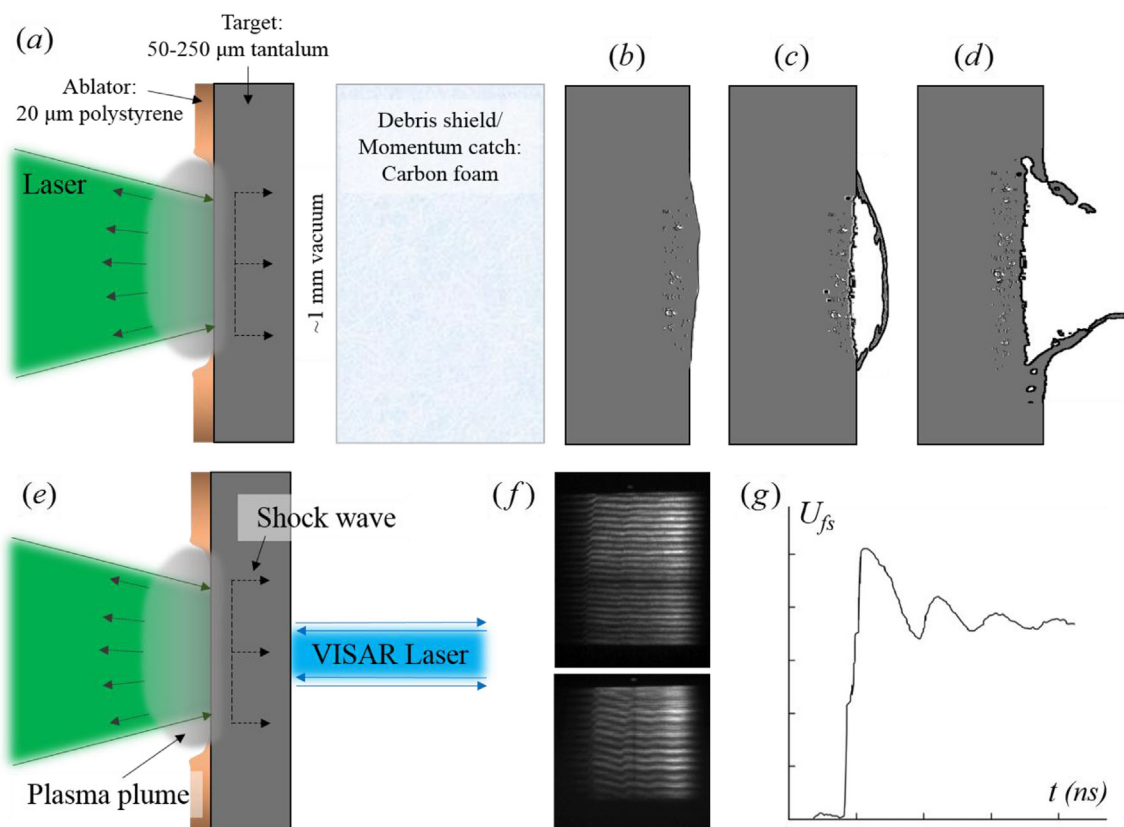 (a)
Target:
50-250 μm tantalum
Ablator:
20 μm polystyrene
Laser
~1 mm vacuum
Debris shield/
Momentum catch:
Carbon foam
(b)
(c)
(d)
(e)
Shock wave
VISAR Laser
Plasma plume
(f)
(g)
U_fs
t (ns)